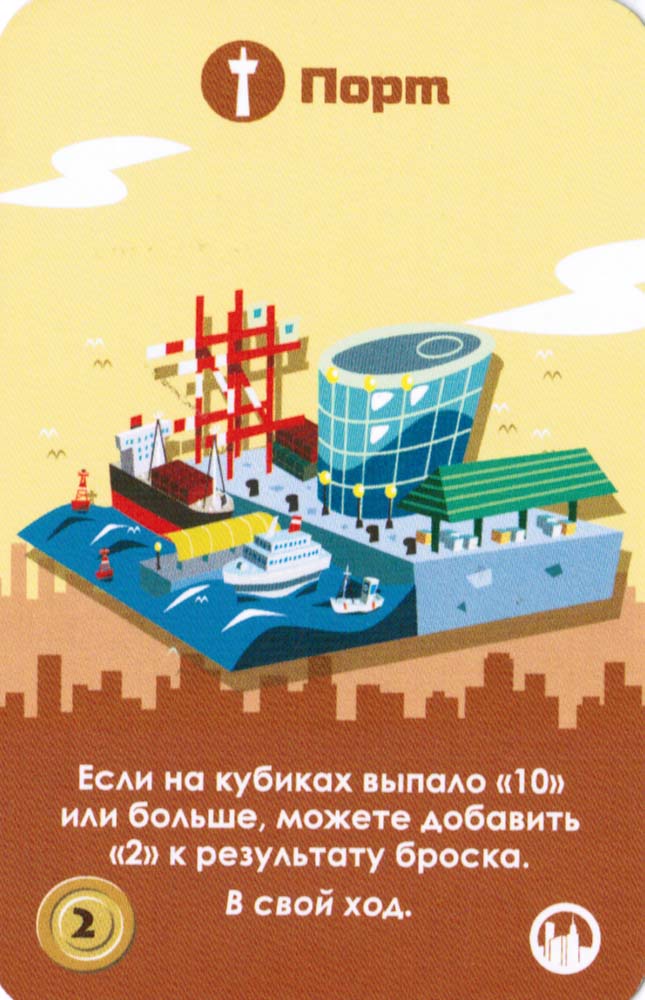 Порт
Если на кубиках выпало «10»
или больше, можете добавить
«2» к результату броска.
В свой ход.
2